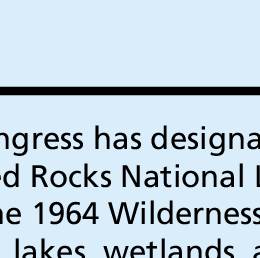 ngress has designa
ed Rocks National L
he 1964 Wilderness
lakes, wetlands, a